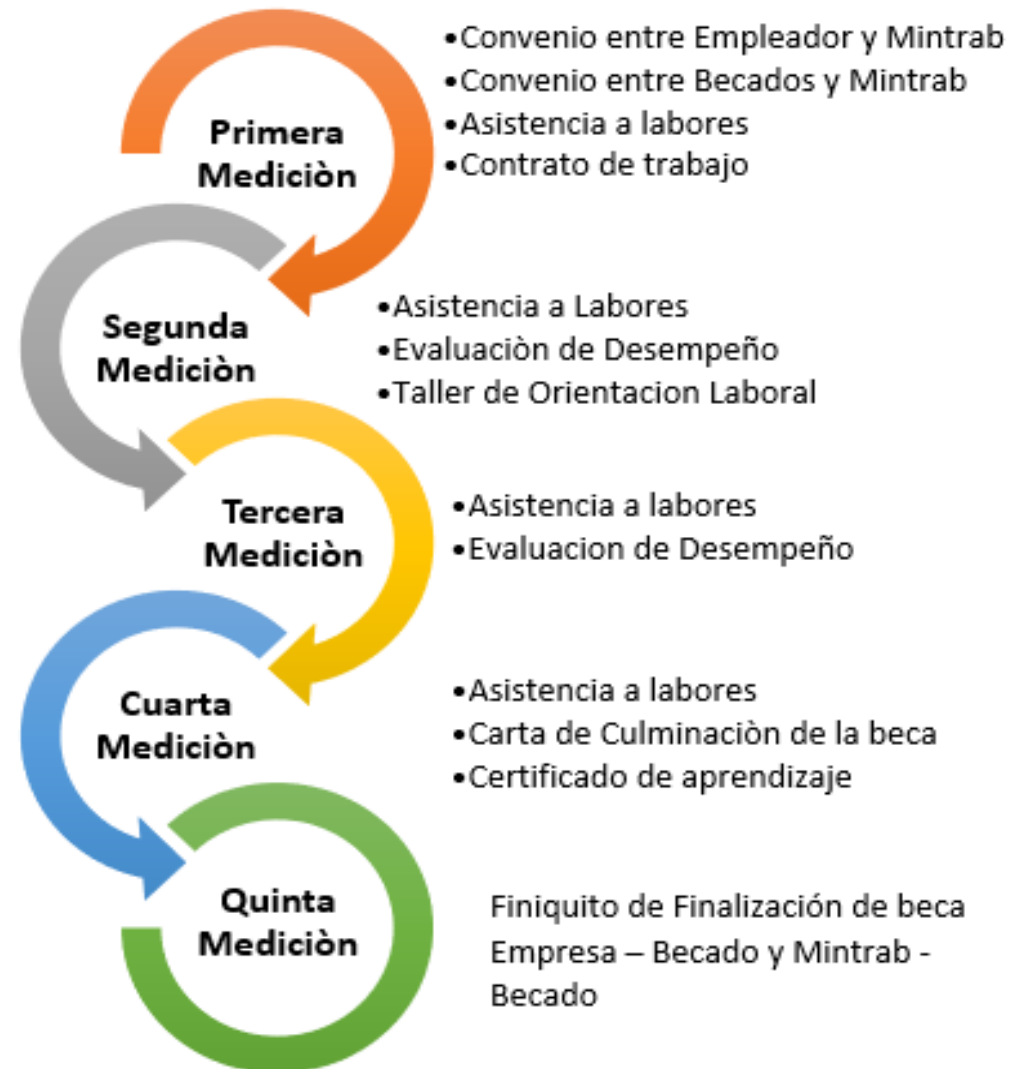 Primera
Mediciòn
•Convenio entre Empleador y Mintrab
•Convenio entre Becados y Mintrab
•Asistencia a labores
•Contrato de trabajo
Segunda
Mediciòn
•Asistencia a Labores
•Evaluaciòn de Desempeño
•Taller de Orientacion Laboral
Tercera
Mediciòn
•Asistencia a labores
•Evaluacion de Desempeño
Cuarta
Mediciòn
•Asistencia a labores
•Carta de Culminaciòn de la beca
•Certificado de aprendizaje
Quinta
Mediciòn
Finiquito de Finalización de beca
Empresa – Becado y Mintrab -
Becado